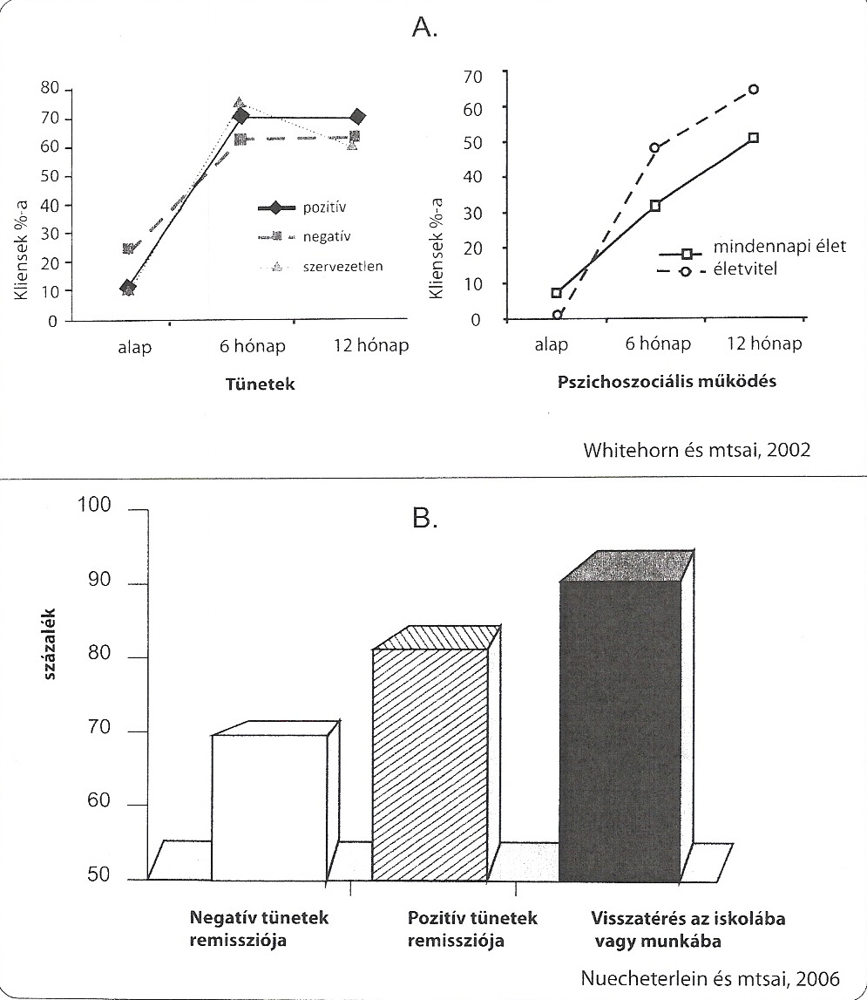 A.
Kliensek %-a
80
70
60
50
40
30
20
10
0
pozitív
negatív
szervezetlen
alap
6 hónap
12 hónap
Tünetek
Kliensek %-a
70
60
50
40
30
20
10
0
mindennapi élet
életvitel
alap
6 hónap
12 hónap
Pszichoszociális működés
Whitehorn és mtsai, 2002
B.
százalék
100
90
80
70
60
50
Negatív tünetek
remissziója
Pozitív tünetek
remissziója
Visszatérés az iskolába
vagy munkába
Nuecheterlein és mtsai, 2006